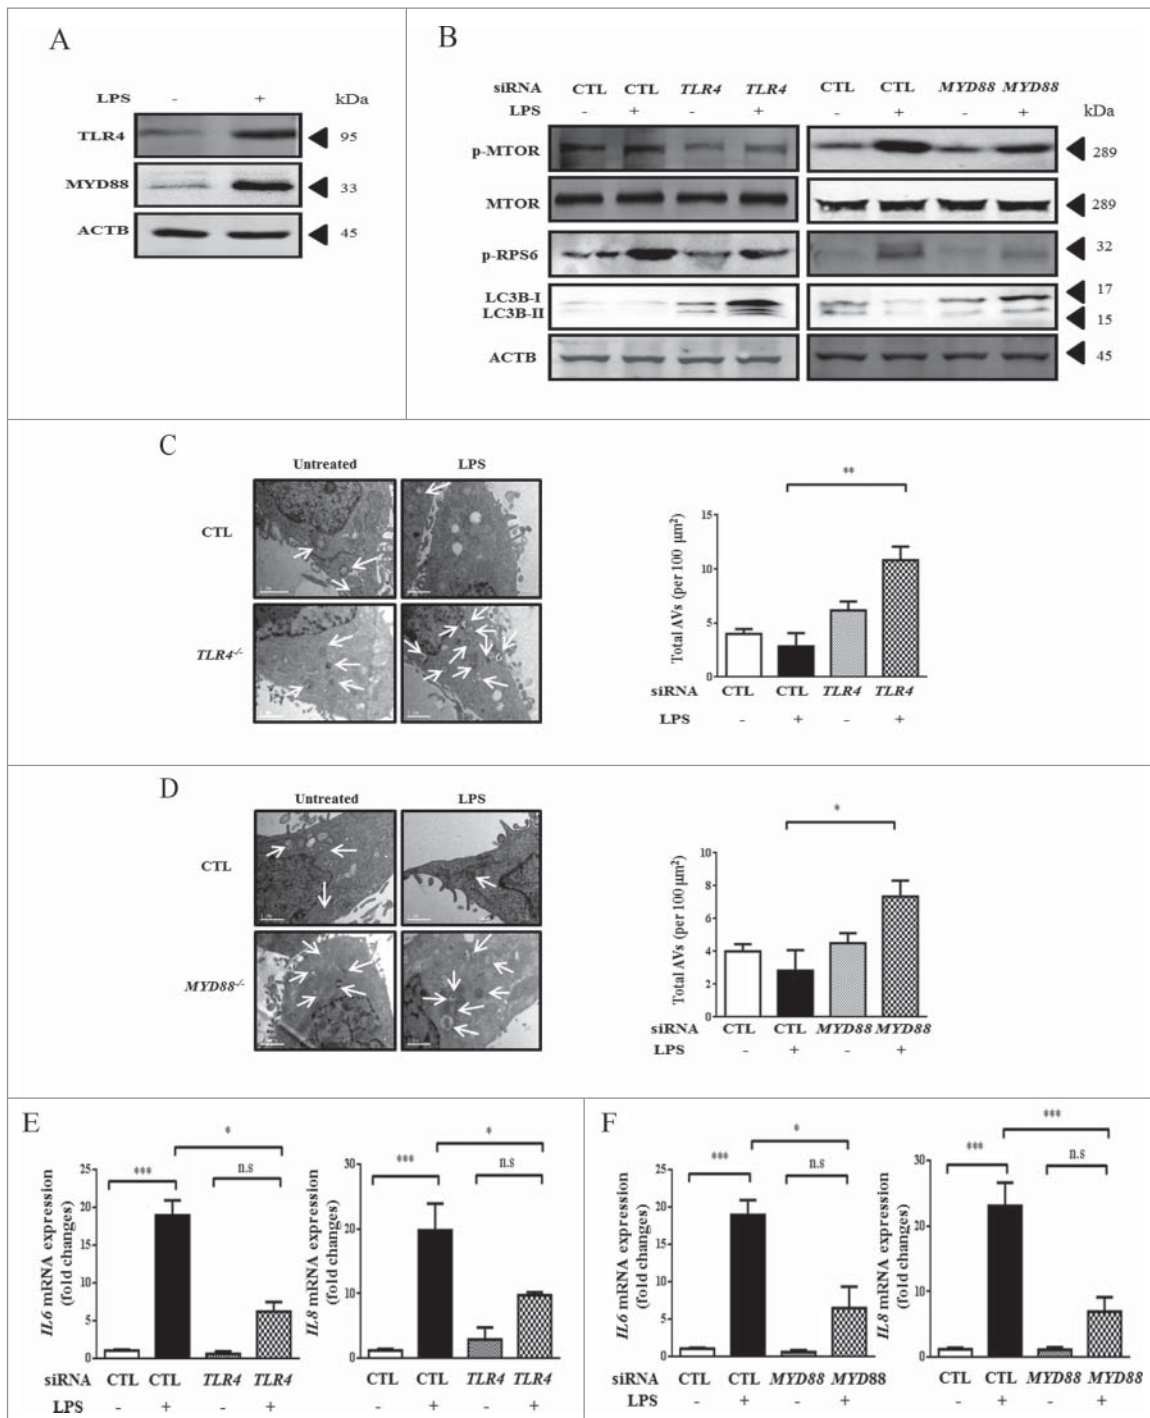 A
LPS - + kDa
TLR4 95
MYD88 33
ACTB 45
B
siRNA CTL CTL TLR4 TLR4 CTL CTL MYD88 MYD88
LPS - + - + - + - + kDa
p-MTOR 289
MTOR 289
p-RPS6 32
LC3B-I 17
LC3B-II 15
ACTB 45
C
Untreated LPS
CTL
TLR4-/-
**
Total AVs (per 100 µm²)
15
10
5
0
siRNA CTL CTL TLR4 TLR4
LPS - + - +
D
Untreated LPS
CTL
MYD88-/-
*
Total AVs (per 100 µm²)
10
8
6
4
2
0
siRNA CTL CTL MYD88 MYD88
LPS - + - +
E
IL6 mRNA expression
(fold changes)
25
20
15
10
5
0
*
*** n.s
siRNA CTL CTL TLR4 TLR4
LPS - + - +
IL8 mRNA expression
(fold changes)
30
20
10
0
*
*** n.s
CTL CTL TLR4 TLR4
- + - +
F
IL6 mRNA expression
(fold changes)
25
20
15
10
5
0
*
*** n.s
siRNA CTL CTL MYD88 MYD88
LPS - + - +
IL8 mRNA expression
(fold changes)
30
20
10
0
***
*** n.s
CTL CTL MYD88 MYD88
- + - +